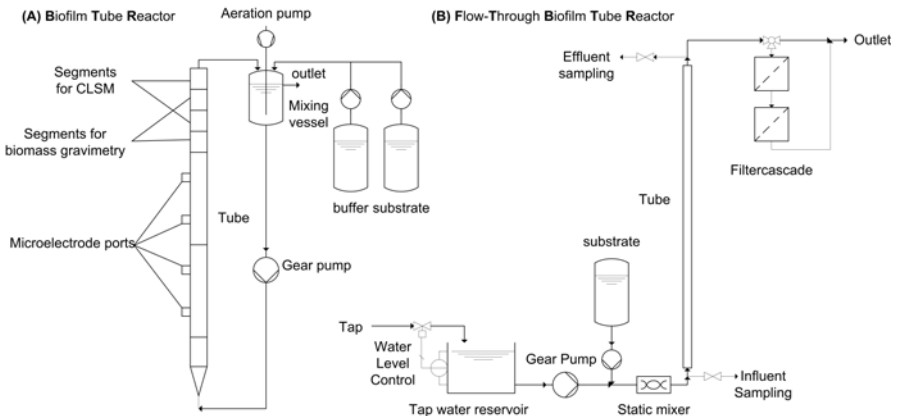 (A) Biofilm Tube Reactor
Aeration pump
Segments
for CLSM
outlet
Mixing
vessel
Segments for
biomass gravimetry
buffer substrate
Tube
Microelectrode ports
Gear pump
(B) Flow-Through Biofilm Tube Reactor
Outlet
Effluent
sampling
Filtercascade
Tube
substrate
Tap
Water
Level
Control
Gear Pump
Influent
Sampling
Tap water reservoir
Static mixer